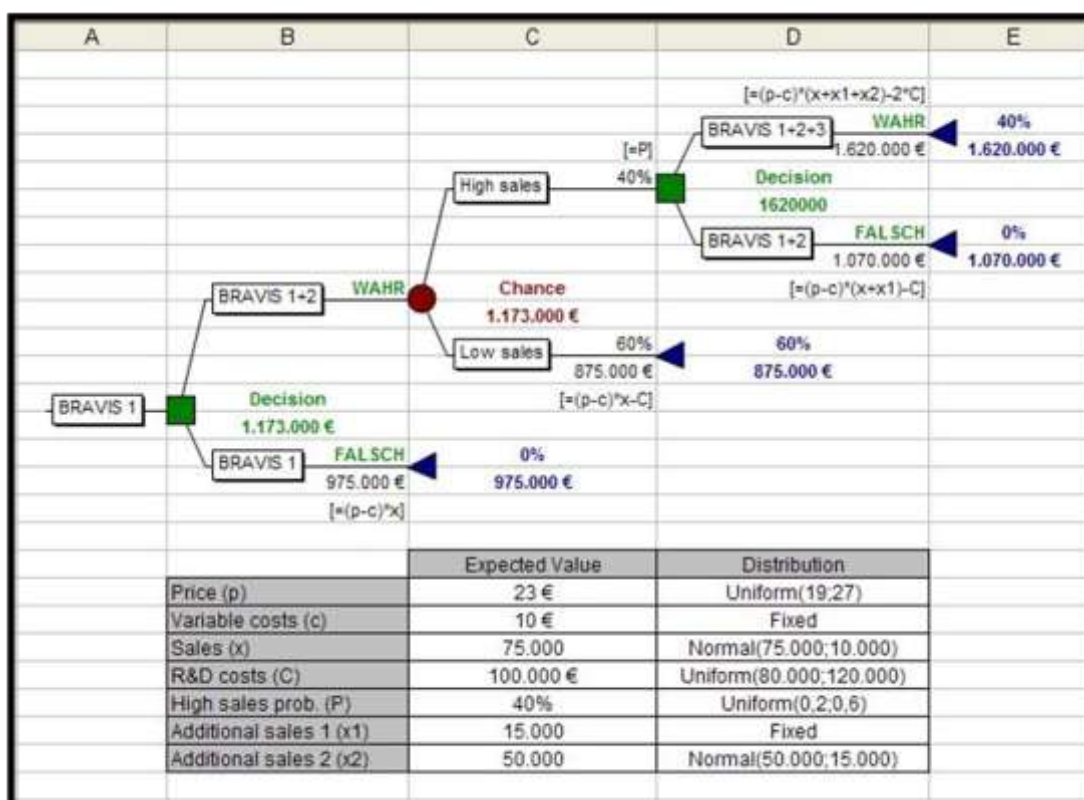 A B C D E
[=(p-c)*(x+x1+x2)-2*C]
BRAVIS 1+2+3 WAHR 40%
[=P] 1.620.000 € 1.620.000 €
High sales 40% Decision
1620000
BRAVIS 1+2 FALSCH 0%
1.070.000 € 1.070.000 €
BRAVIS 1+2 WAHR Chance [=(p-c)*(x+x1)-C]
1.173.000 €
Low sales 60% 60%
875.000 € 875.000 €
BRAVIS 1 Decision [=(p-c)*x-C]
1.173.000 €
BRAVIS 1 FALSCH 0%
975.000 € 975.000 €
[=(p-c)*x]
Expected Value Distribution
Price (p) 23 € Uniform(19;27)
Variable costs (c) 10 € Fixed
Sales (x) 75.000 Normal(75.000;10.000)
R&D costs (C) 100.000 € Uniform(80.000;120.000)
High sales prob. (P) 40% Uniform(0,2;0,6)
Additional sales 1 (x1) 15.000 Fixed
Additional sales 2 (x2) 50.000 Normal(50.000;15.000)